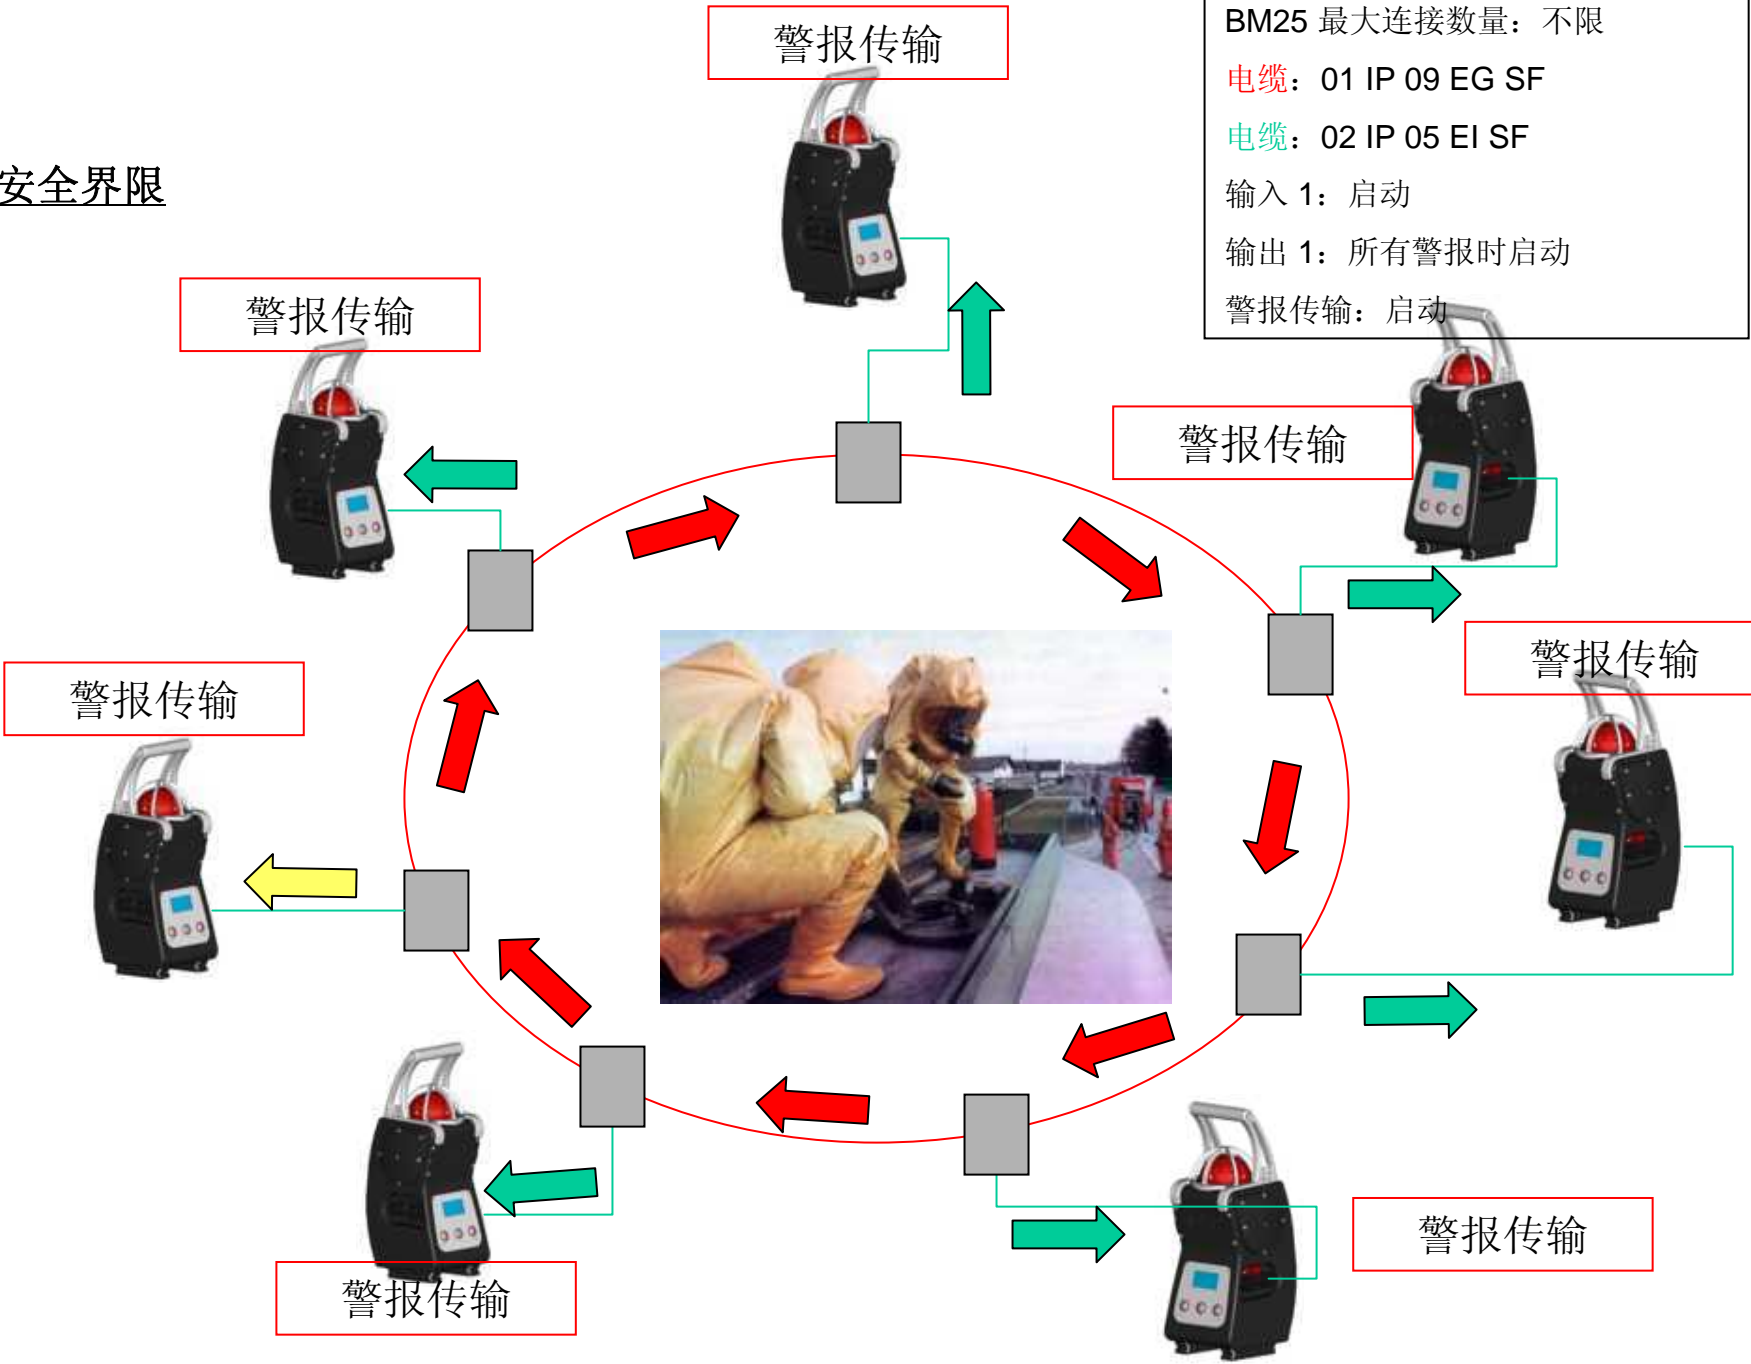 警报传输
BM25 最大连接数量：不限
电缆：01 IP 09 EG SF
电缆：02 IP 05 EI SF
输入 1：启动
输出 1：所有警报时启动
警报传输：启动
安全界限
警报传输
警报传输
警报传输
警报传输
警报传输
警报传输